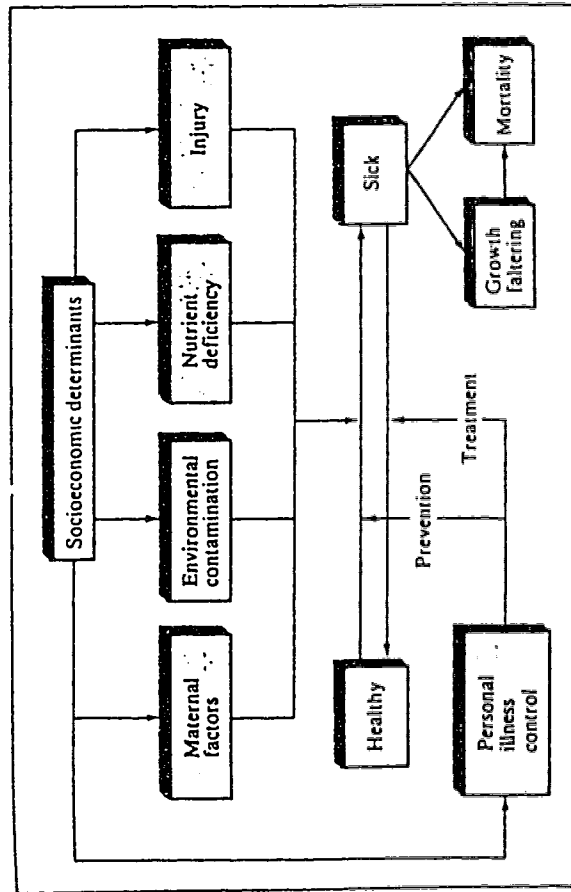 Socioeconomic determinants
Maternal
factors
Environmental
contamination
Nutrient
deficiency
Injury
Healthy
Sick
Prevention
Treatment
Personal
illness
control
Growth
faltering
Mortality